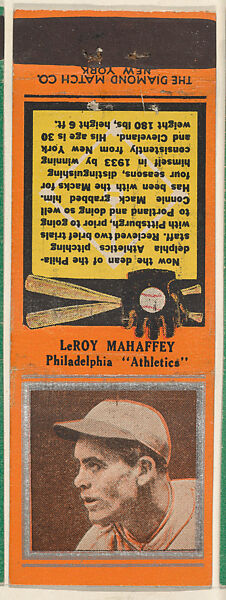 THE DIAMOND MATCH CO.
NEW YORK
Now the dean of the Phila-
delphia Athletics pitching
staff. Recieved two brief trials
with Pittsburgh, prior to going
to Portland and doing so well
Connie Mack grabbed him.
Has been with the Macks for
four seasons, distinguishing
himself in 1933 by winning
consistently from New York
and Cleveland. His age is 30
weight 180 lbs, height 6 ft.
LeROY MAHAFFEY
Philadelphia "Athletics"